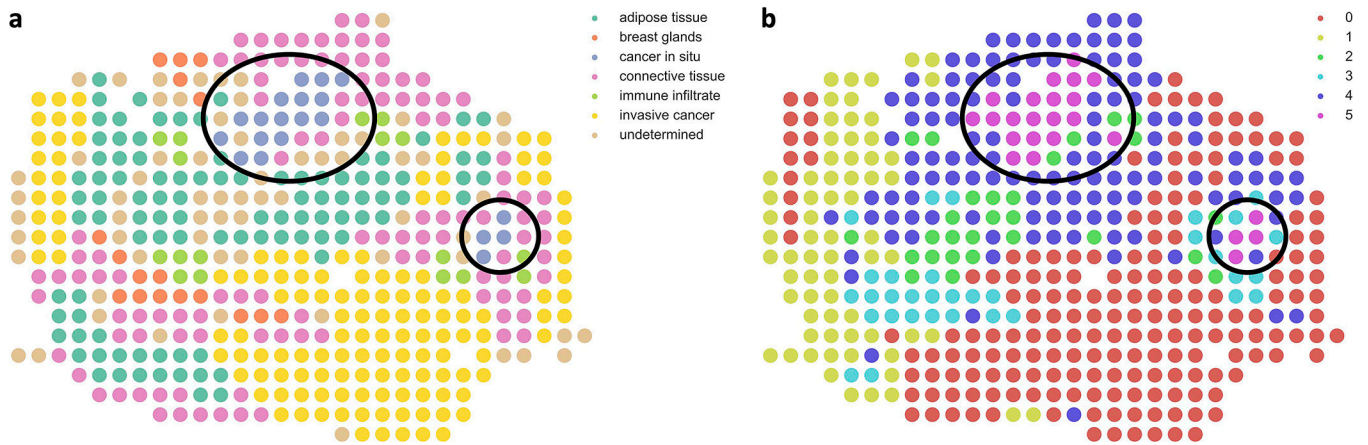 a
adipose tissue
breast glands
cancer in situ
connective tissue
immune infiltrate
invasive cancer
undetermined
b
0
1
2
3
4
5